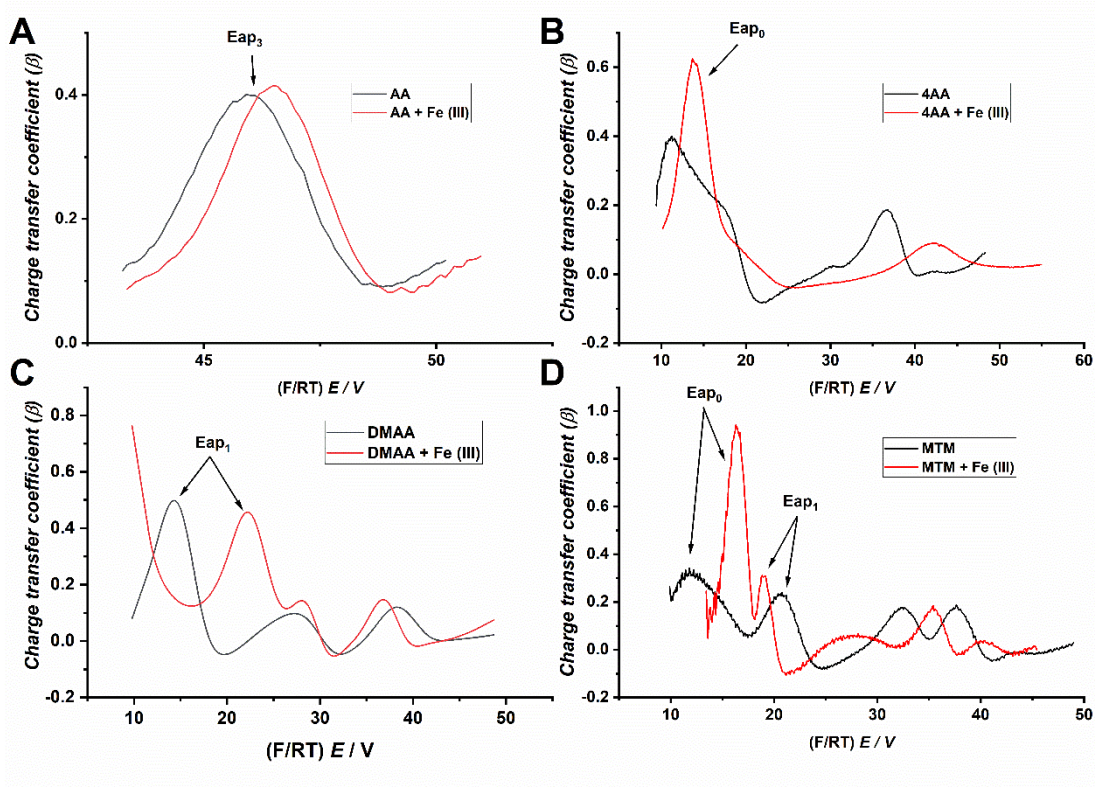 A
Eap₃
AA
AA + Fe (III)
Charge transfer coefficient (β)
0.4
0.2
0.0
45
50
(F/RT) E / V
B
Eap₀
4AA
4AA + Fe (III)
Charge transfer coefficient (β)
0.6
0.4
0.2
0.0
-0.2
10
20
30
40
50
60
(F/RT) E / V
C
Eap₁
DMAA
DMAA + Fe (III)
Charge transfer coefficient (β)
0.8
0.6
0.4
0.2
0.0
-0.2
10
20
30
40
50
(F/RT) E / V
D
Eap₀
Eap₁
MTM
MTM + Fe (III)
Charge transfer coefficient (β)
1.0
0.8
0.6
0.4
0.2
0.0
-0.2
10
20
30
40
50
(F/RT) E / V